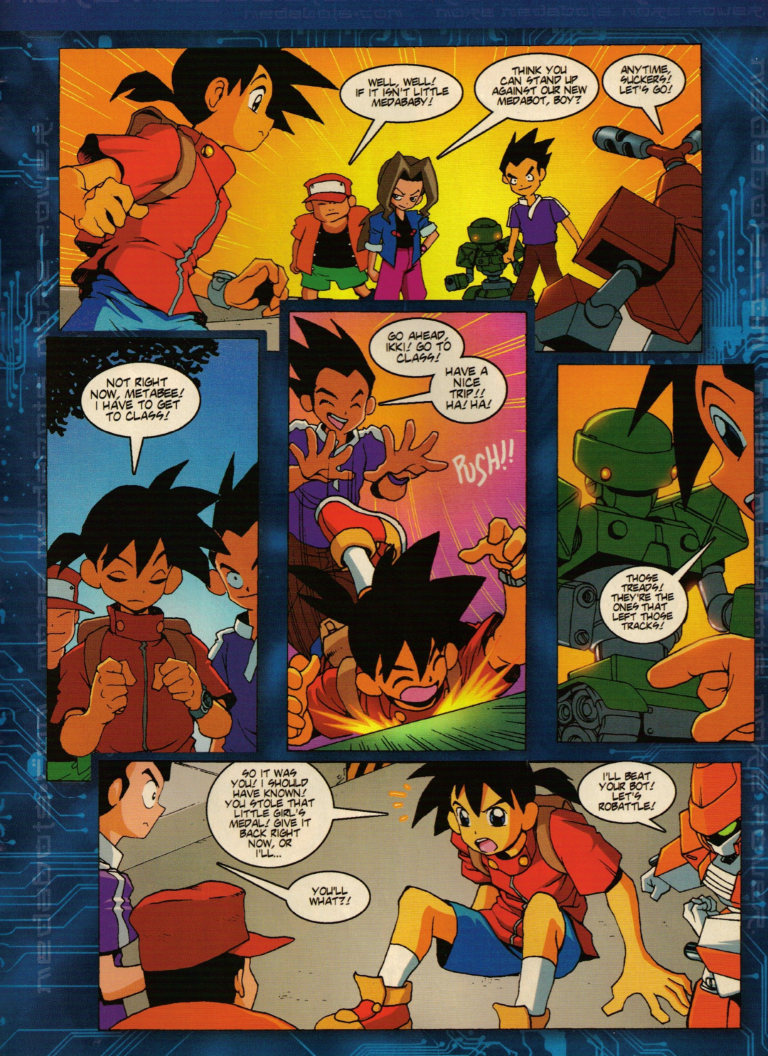 WELL, WELL!
IF IT ISN'T LITTLE
MEDABABY!
THINK YOU
CAN STAND UP
AGAINST OUR NEW
MEDABOT, BOY?
ANYTIME,
SUCKERS!
LET'S GO!
NOT RIGHT
NOW, METABEE!
I HAVE TO GET
TO CLASS!
GO AHEAD,
IKKI! GO TO
CLASS!
HAVE A
NICE
TRIP!!
HA! HA!
PUSH!!
THOSE
TREADS!
THEY'RE THE
ONES THAT
LEFT THOSE
TRACKS!
SO IT WAS
YOU! I SHOULD
HAVE KNOWN!
YOU STOLE THAT
LITTLE GIRL'S
MEDAL! GIVE IT
BACK RIGHT
NOW, OR
I'LL...
YOU'LL
WHAT?!
I'LL BEAT
YOUR BOT!
LET'S
ROBATTLE!